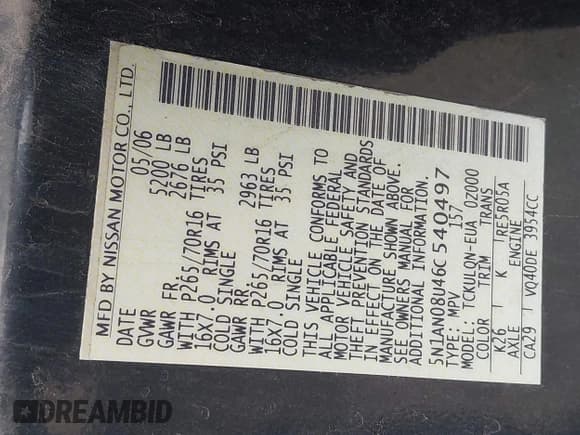 MFD BY NISSAN MOTOR CO., LTD.
DATE 05/06
GVWR 5200 LB
GAWR FR. 2676 LB
WITH P265/70R16 TIRES
16X7.0 RIMS AT 35 PSI
COLD SINGLE
GAWR RR. 2963 LB
WITH P265/70R16 TIRES
16X7.0 RIMS AT 35 PSI
COLD SINGLE
THIS VEHICLE CONFORMS TO
ALL APPLICABLE FEDERAL
MOTOR VEHICLE SAFETY AND
THEFT PREVENTION STANDARDS
IN EFFECT ON THE DATE OF
MANUFACTURE SHOWN ABOVE.
SEE OWNERS MANUAL FOR
ADDITIONAL INFORMATION.
5N1AN08U46C540497
TYPE: MPV 157
MODEL: TCKULQN-EUA 02000
COLOR TRIM TRANS
K26 K RE5R05A
AXLE ENGINE
CA29 VQ40DE 3954CC
DREAMBID